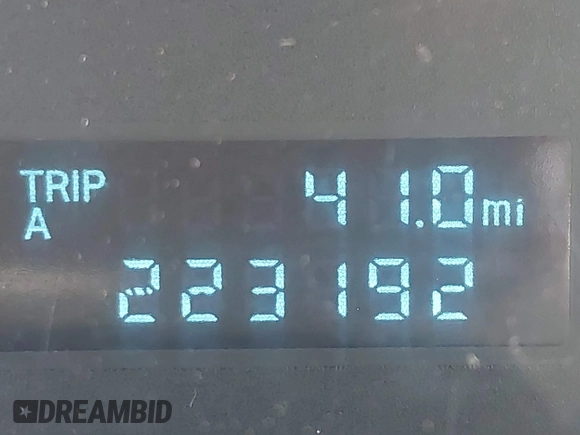 TRIP 41.0 mi
A
223192
DREAMBID